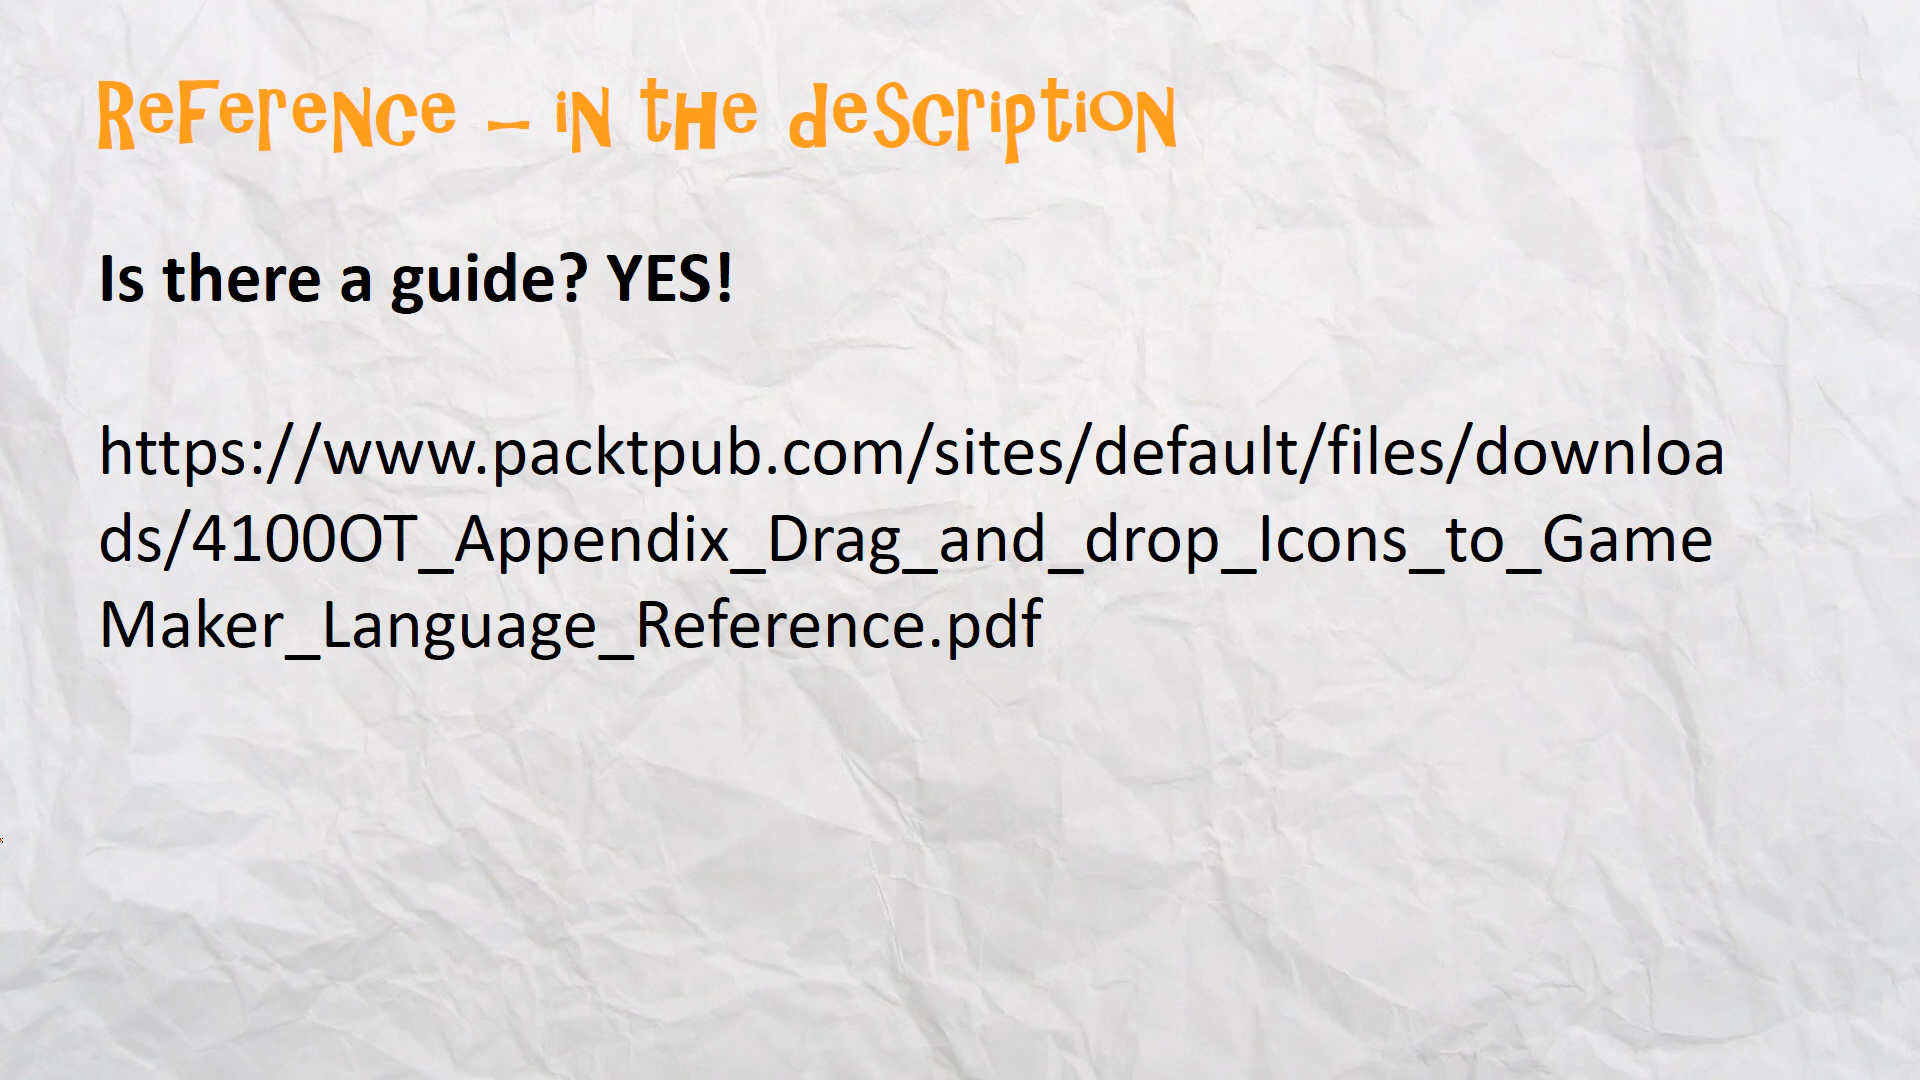 Reference – in the description
Is there a guide? YES!
https://www.packtpub.com/sites/default/files/downloa
ds/4100OT_Appendix_Drag_and_drop_Icons_to_Game
Maker_Language_Reference.pdf